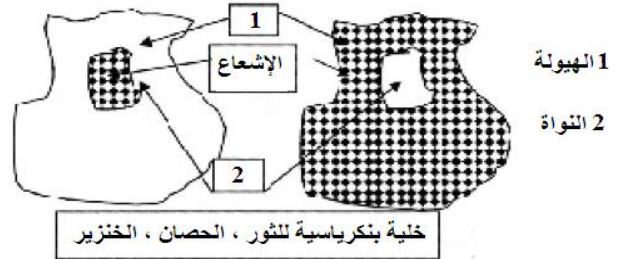 1
الإشعاع
2
1 الهيولة
2 النواة
خلية بنكرياسية للثور ، الحصان ، الخنزير